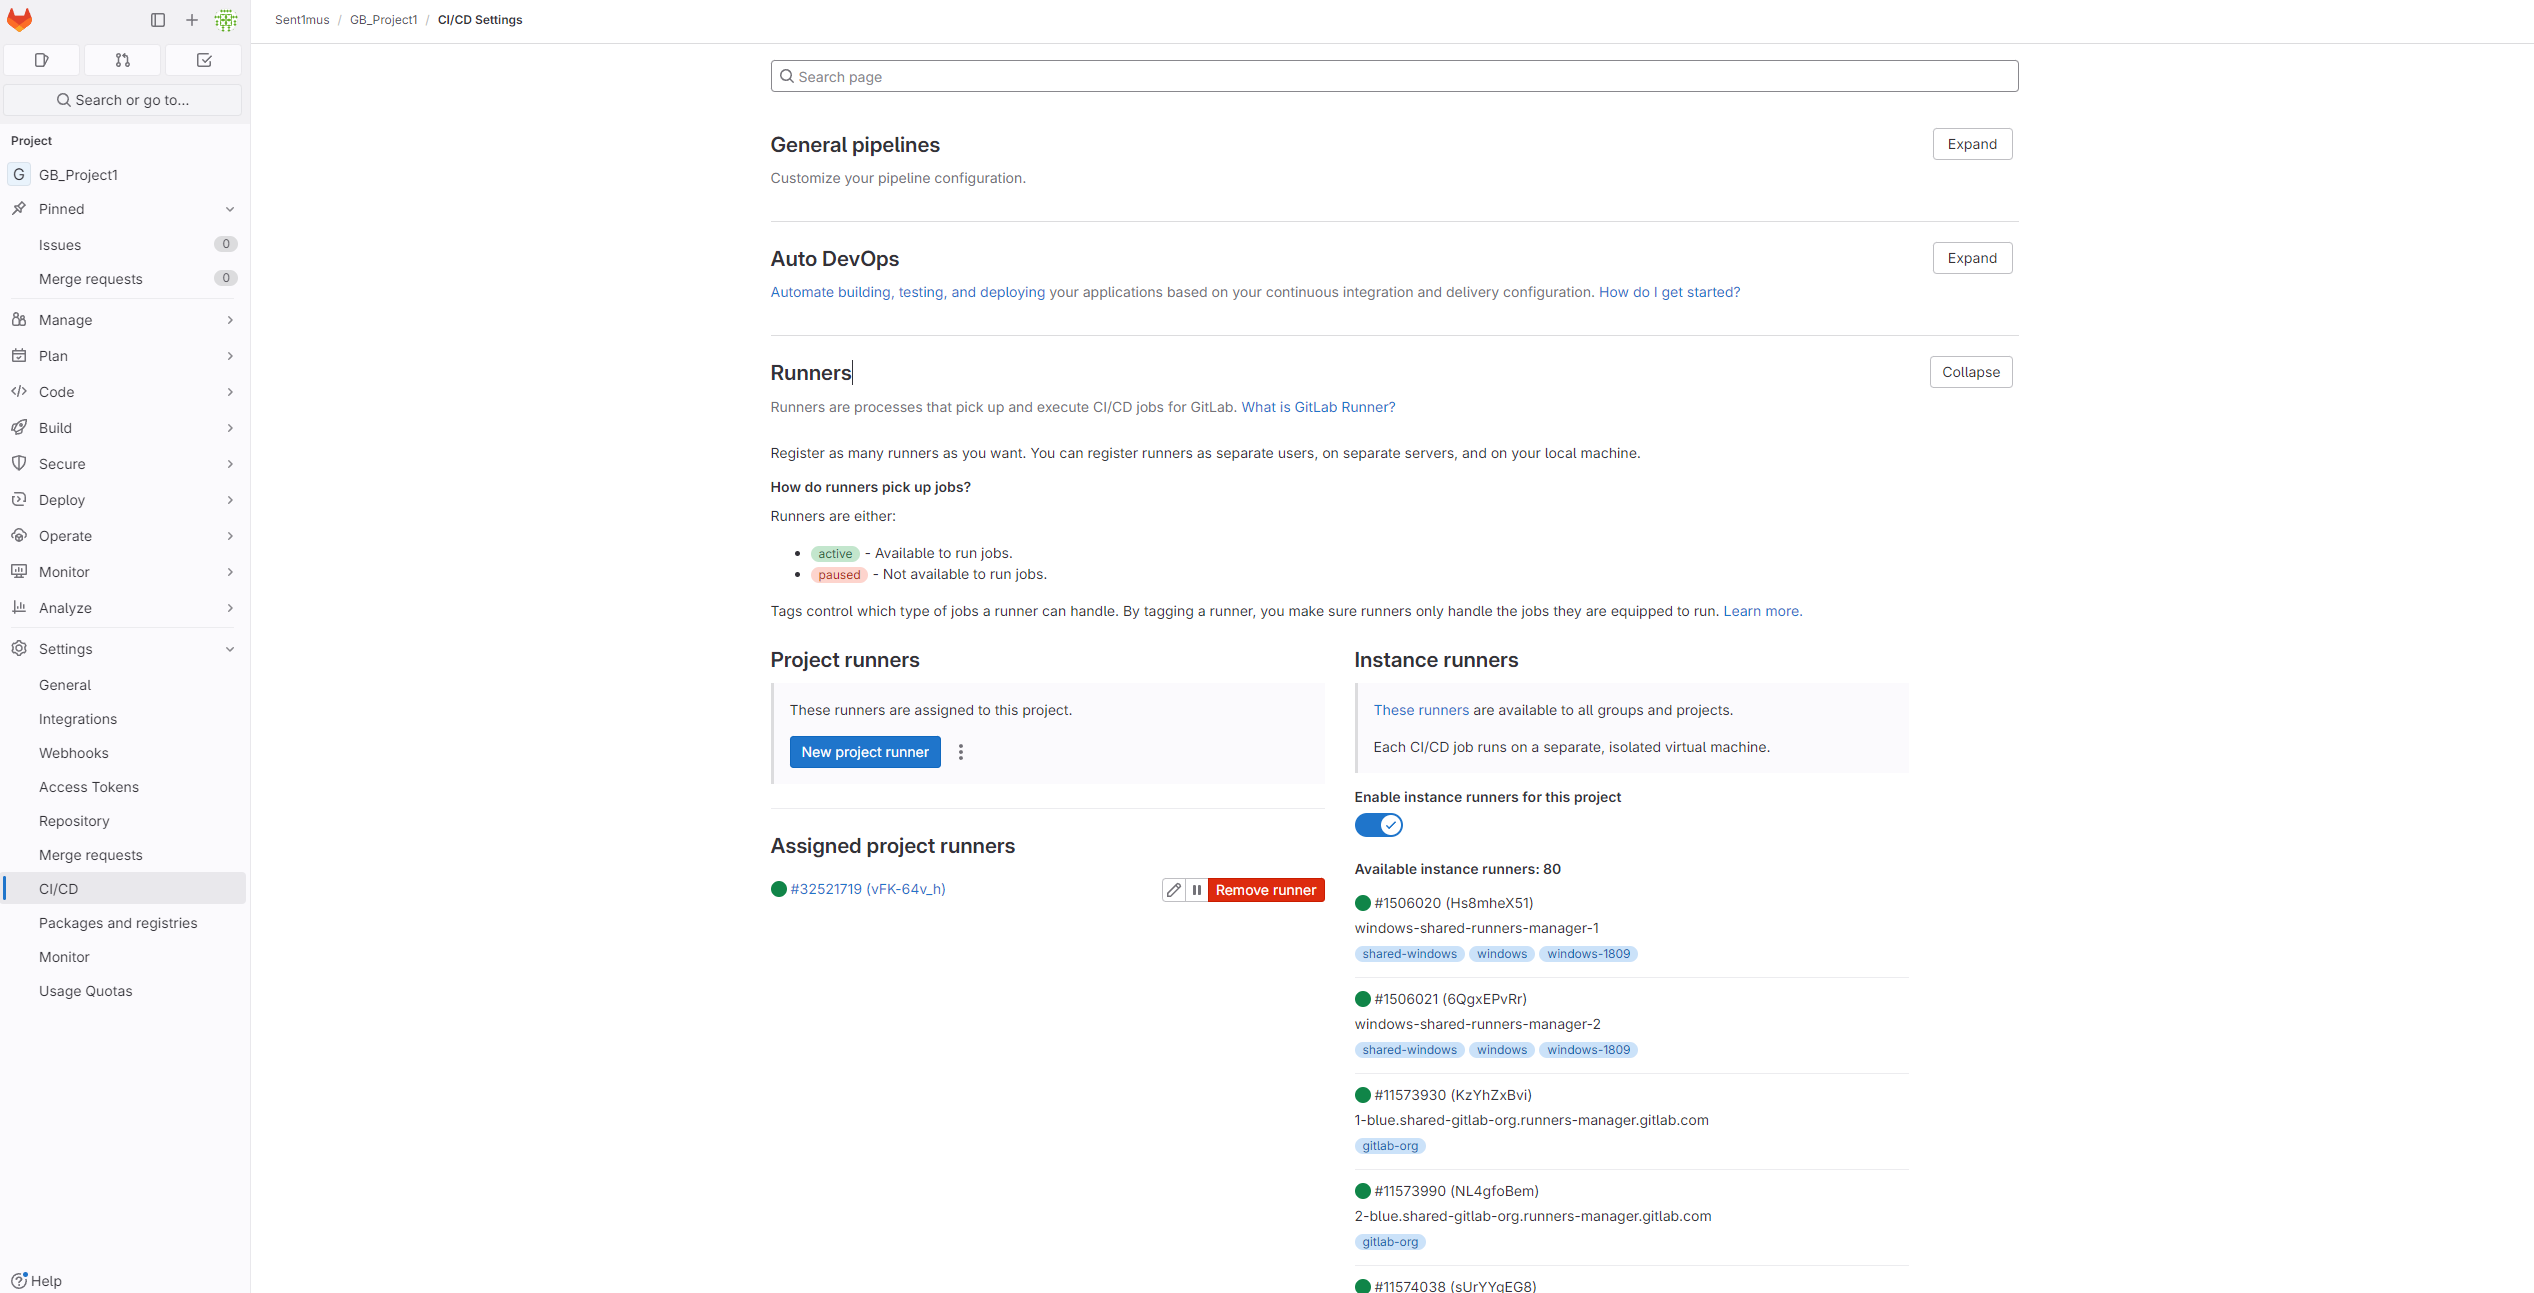 Sent1mus / GB_Project1 / CI/CD Settings
Search or go to...
Project
G GB_Project1
Pinned
Issues 0
Merge requests 0
Manage
Plan
Code
Build
Secure
Deploy
Operate
Monitor
Analyze
Settings
General
Integrations
Webhooks
Access Tokens
Repository
Merge requests
CI/CD
Packages and registries
Monitor
Usage Quotas
Help
Search page
General pipelines
Expand
Customize your pipeline configuration.
Auto DevOps
Expand
Automate building, testing, and deploying your applications based on your continuous integration and delivery configuration. How do I get started?
Runners
Collapse
Runners are processes that pick up and execute CI/CD jobs for GitLab. What is GitLab Runner?
Register as many runners as you want. You can register runners as separate users, on separate servers, and on your local machine.
How do runners pick up jobs?
Runners are either:
active - Available to run jobs.
paused - Not available to run jobs.
Tags control which type of jobs a runner can handle. By tagging a runner, you make sure runners only handle the jobs they are equipped to run. Learn more.
Project runners
These runners are assigned to this project.
New project runner
Assigned project runners
#32521719 (vFK-64v_h)
Remove runner
Instance runners
These runners are available to all groups and projects.
Each CI/CD job runs on a separate, isolated virtual machine.
Enable instance runners for this project
Available instance runners: 80
#1506020 (Hs8mheX51)
windows-shared-runners-manager-1
shared-windows windows windows-1809
#1506021 (6QgxEPvRr)
windows-shared-runners-manager-2
shared-windows windows windows-1809
#11573930 (KzYhZxBvi)
1-blue.shared-gitlab-org.runners-manager.gitlab.com
gitlab-org
#11573990 (NL4gfoBem)
2-blue.shared-gitlab-org.runners-manager.gitlab.com
gitlab-org
#11574038 (sUrYYqEG8)